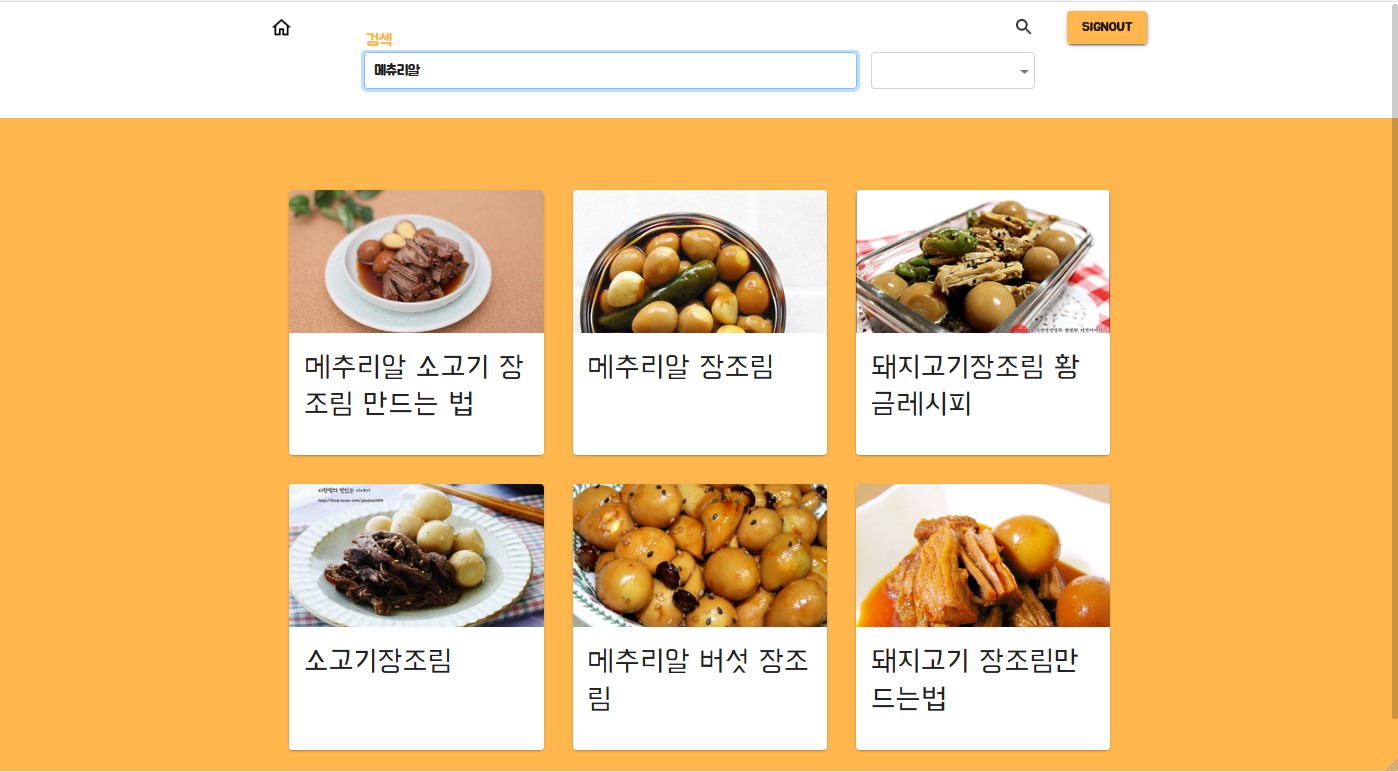 SIGNOUT
검색
메츄리알
메추리알 소고기 장
조림 만드는 법
메추리알 장조림
돼지고기장조림 황
금레시피
소고기장조림
메추리알 버섯 장조
림
돼지고기 장조림만
드는법